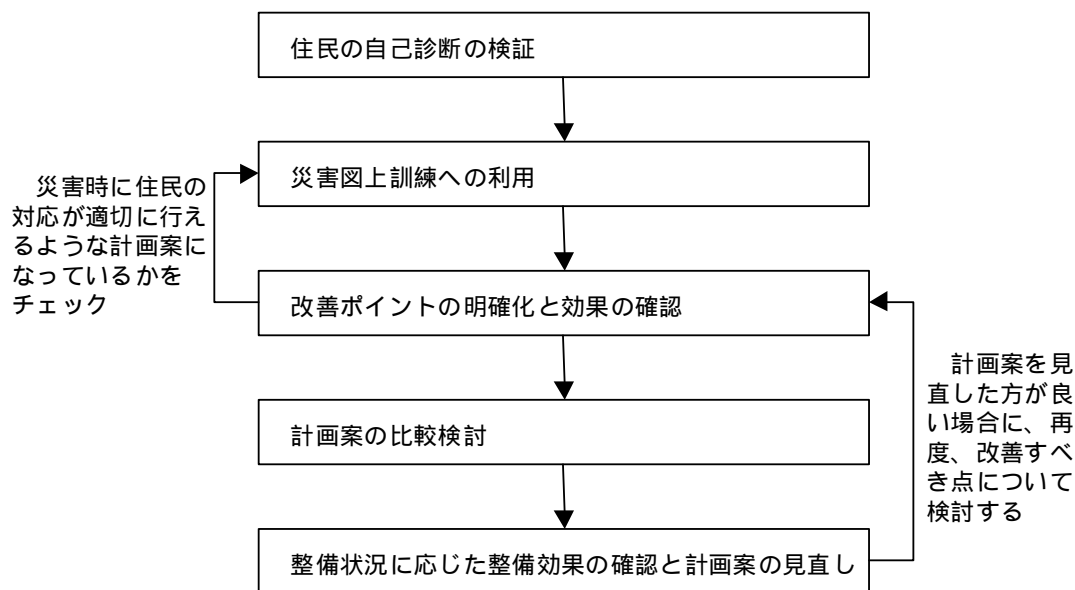 住民の自己診断の検証
災害図上訓練への利用
災害時に住民の
対応が適切に行え
るような計画案に
なっているかを
チェック
改善ポイントの明確化と効果の確認
計画案を見
直した方が良
い場合に、再
度、改善すべ
き点について
検討する
計画案の比較検討
整備状況に応じた整備効果の確認と計画案の見直し